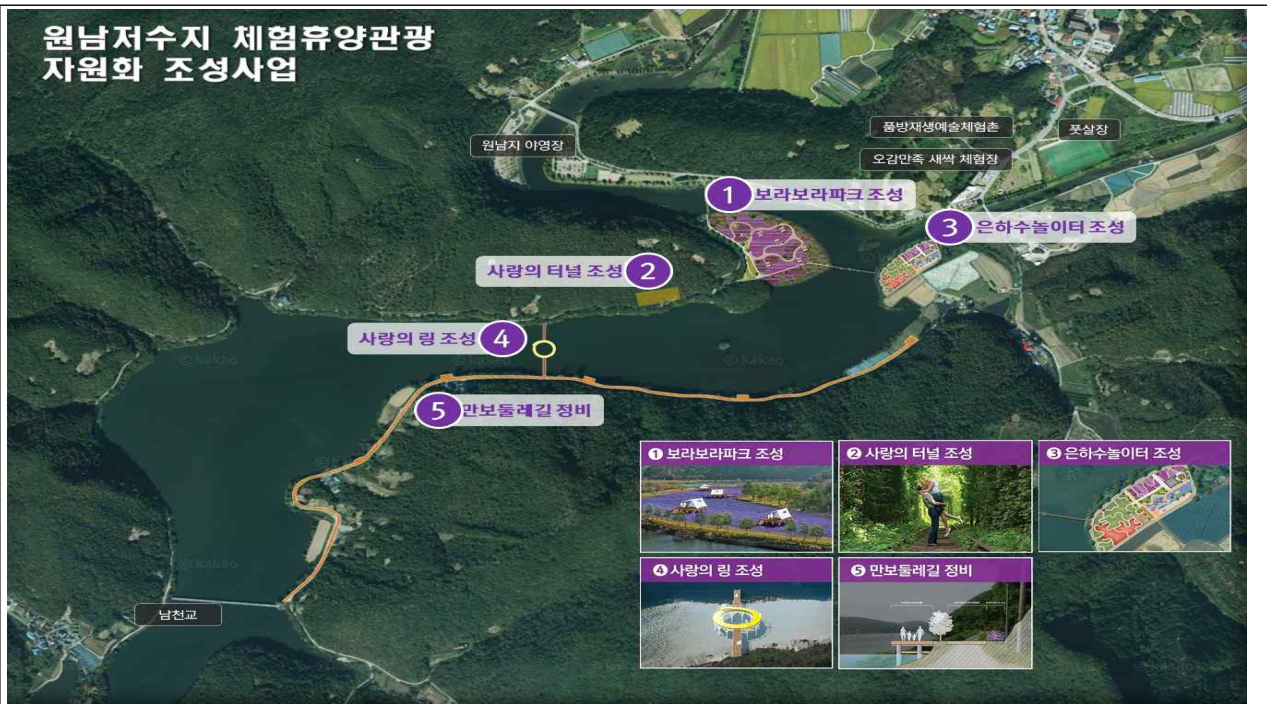 원남저수지 체험휴양관광
자원화 조성사업
원남지 야영장
품방재생예술체험촌
풋살장
오감만족 새싹 체험장
1 보라보라파크 조성
3 은하수놀이터 조성
사랑의 터널 조성 2
사랑의 링 조성 4
5 만보둘레길 정비
남천교
❶ 보라보라파크 조성
❷ 사랑의 터널 조성
❸ 은하수놀이터 조성
❹ 사랑의 링 조성
❺ 만보둘레길 정비
kakao
kakao
kakao